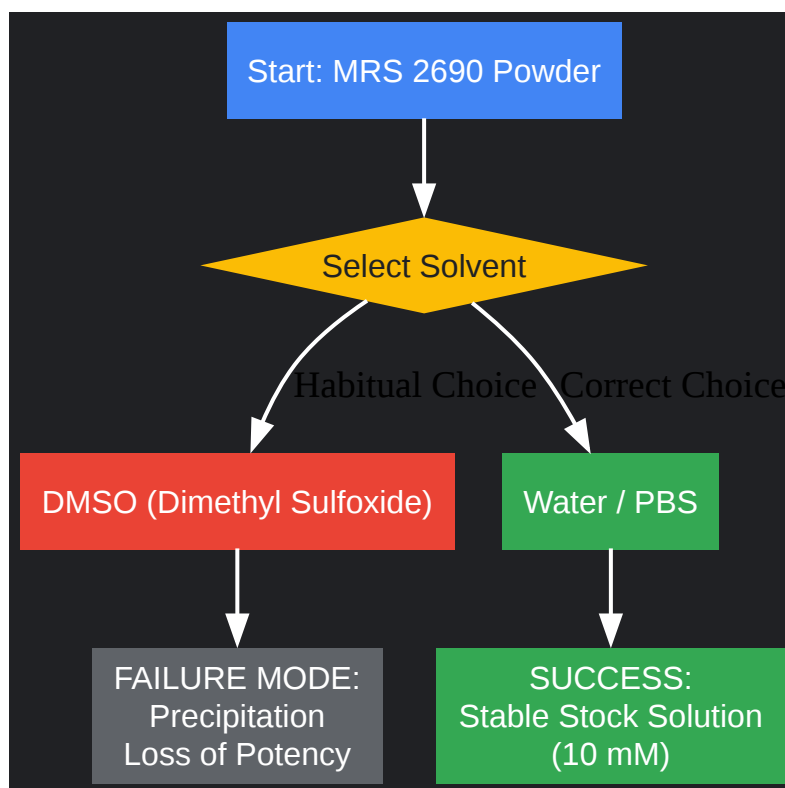 Start: MRS 2690 Powder
Select Solvent
Habitual Choice
Correct Choice
DMSO (Dimethyl Sulfoxide)
Water / PBS
FAILURE MODE:
Precipitation
Loss of Potency
SUCCESS:
Stable Stock Solution
(10 mM)